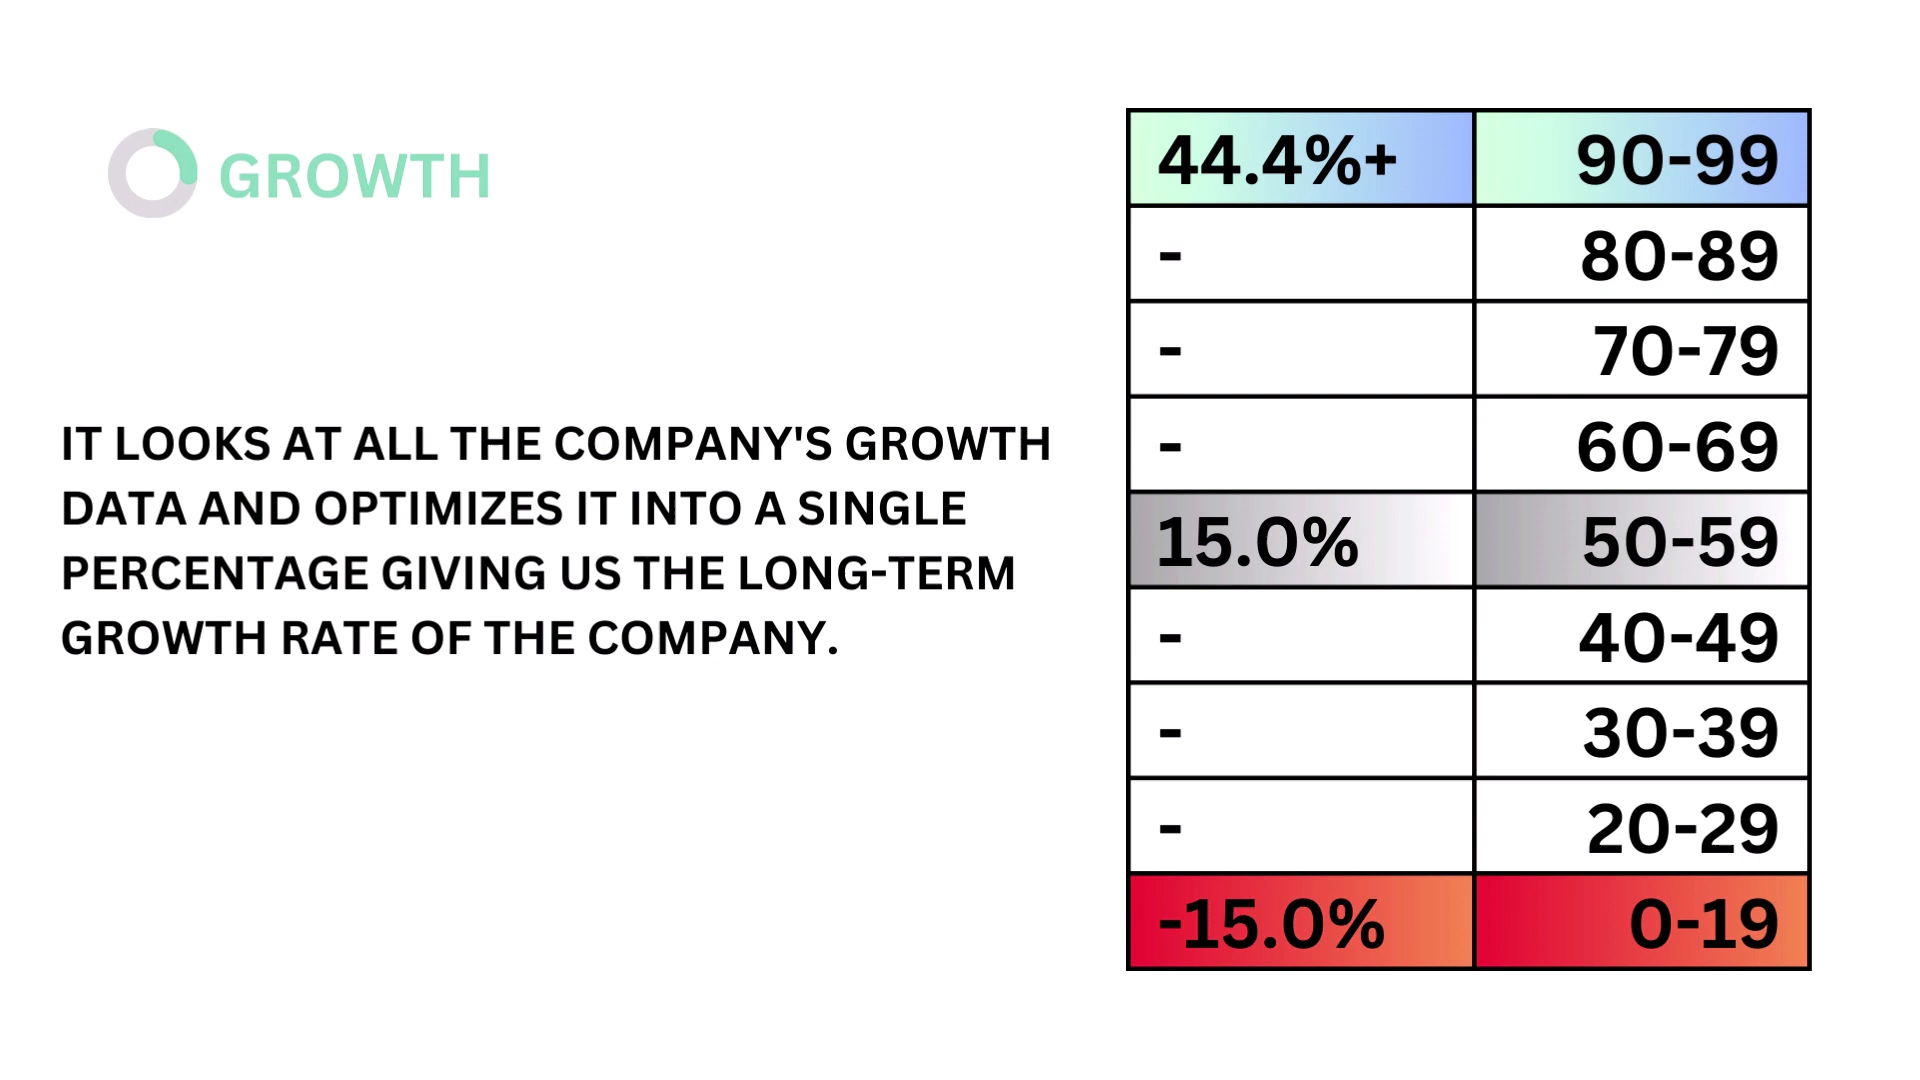 GROWTH
IT LOOKS AT ALL THE COMPANY'S GROWTH
DATA AND OPTIMIZES IT INTO A SINGLE
PERCENTAGE GIVING US THE LONG-TERM
GROWTH RATE OF THE COMPANY.
44.4%+ 90-99
- 80-89
- 70-79
- 60-69
15.0% 50-59
- 40-49
- 30-39
- 20-29
-15.0% 0-19